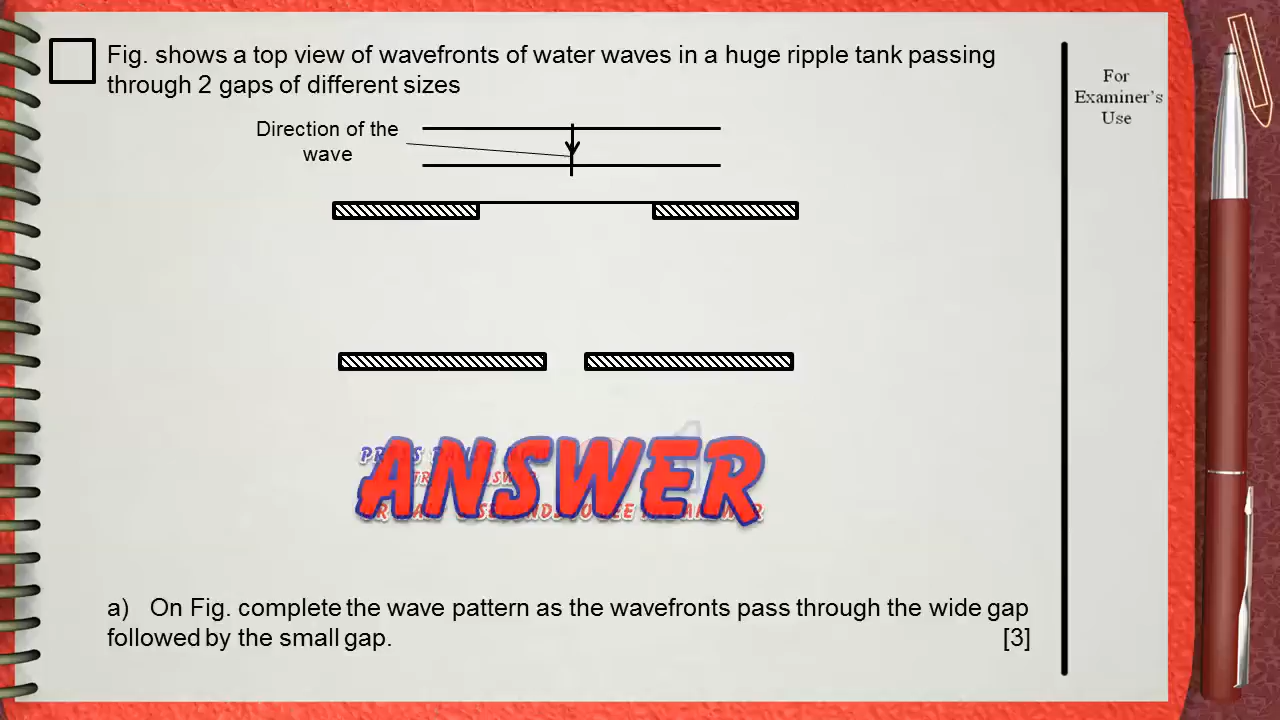 Fig. shows a top view of wavefronts of water waves in a huge ripple tank passing
through 2 gaps of different sizes
For
Examiner's
Use
Direction of the
wave
ANSWER
a) On Fig. complete the wave pattern as the wavefronts pass through the wide gap
followed by the small gap. [3]